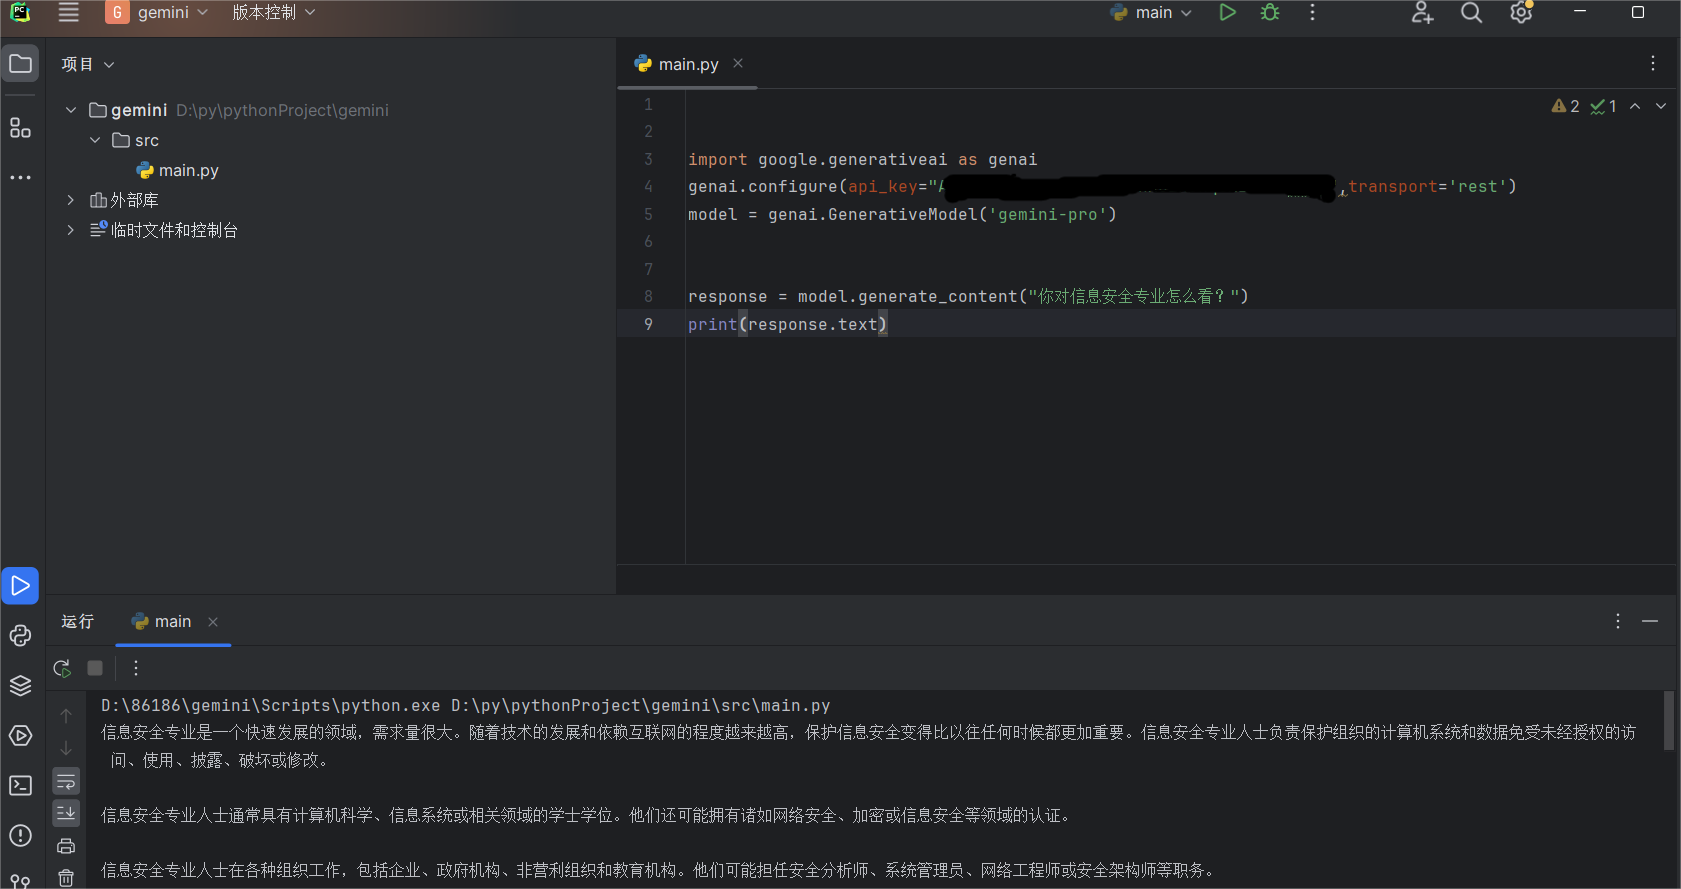 PC G gemini 版本控制 main
项目
gemini D:\py\pythonProject\gemini
src
main.py
外部库
临时文件和控制台
main.py
2 1
1
2
3 import google.generativeai as genai
4 genai.configure(api_key="A ,transport='rest')
5 model = genai.GenerativeModel('gemini-pro')
6
7
8 response = model.generate_content("你对信息安全专业怎么看？")
9 print(response.text)
运行 main
D:\86186\gemini\Scripts\python.exe D:\py\pythonProject\gemini\src\main.py
信息安全专业是一个快速发展的领域，需求量很大。随着技术的发展和依赖互联网的程度越来越高，保护信息安全变得比以往任何时候都更加重要。信息安全专业人士负责保护组织的计算机系统和数据免受未经授权的访
问、使用、披露、破坏或修改。
信息安全专业人士通常具有计算机科学、信息系统或相关领域的学士学位。他们还可能拥有诸如网络安全、加密或信息安全等领域的认证。
信息安全专业人士在各种组织工作，包括企业、政府机构、非营利组织和教育机构。他们可能担任安全分析师、系统管理员、网络工程师或安全架构师等职务。